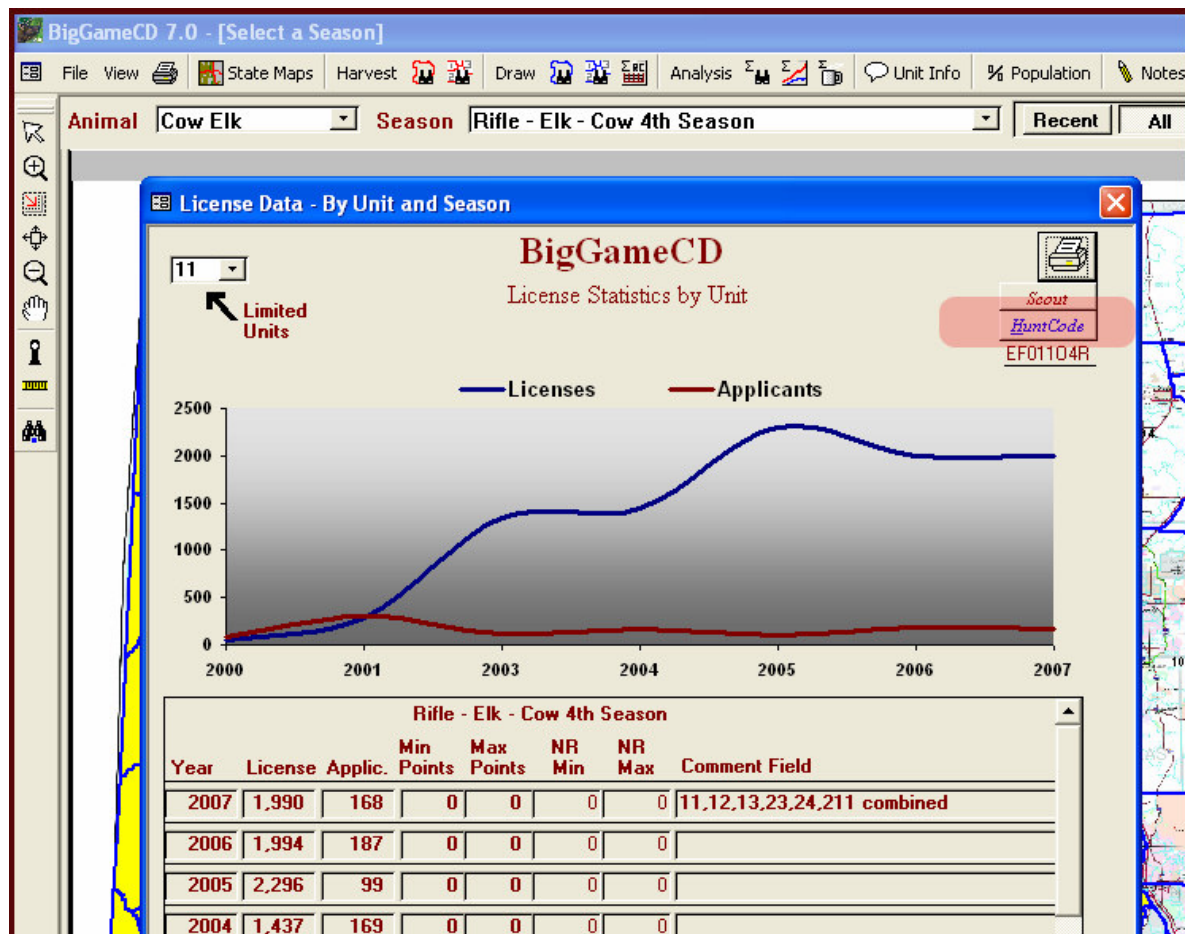 BigGameCD 7.0 - [Select a Season]
File View State Maps Harvest Draw Analysis Unit Info % Population Notes
Animal Cow Elk Season Rifle - Elk - Cow 4th Season Recent All
License Data - By Unit and Season
BigGameCD
11
License Statistics by Unit
Limited
Units
Scout
HuntCode
EF011O4R
Licenses Applicants
2500
2000
1500
1000
500
0
2000 2001 2003 2004 2005 2006 2007
Rifle - Elk - Cow 4th Season
Year License Applic. Min Points Max Points NR Min NR Max Comment Field
2007 1,990 168 0 0 0 0 11,12,13,23,24,211 combined
2006 1,994 187 0 0 0 0
2005 2,296 99 0 0 0 0
2004 1,437 169 0 0 0 0